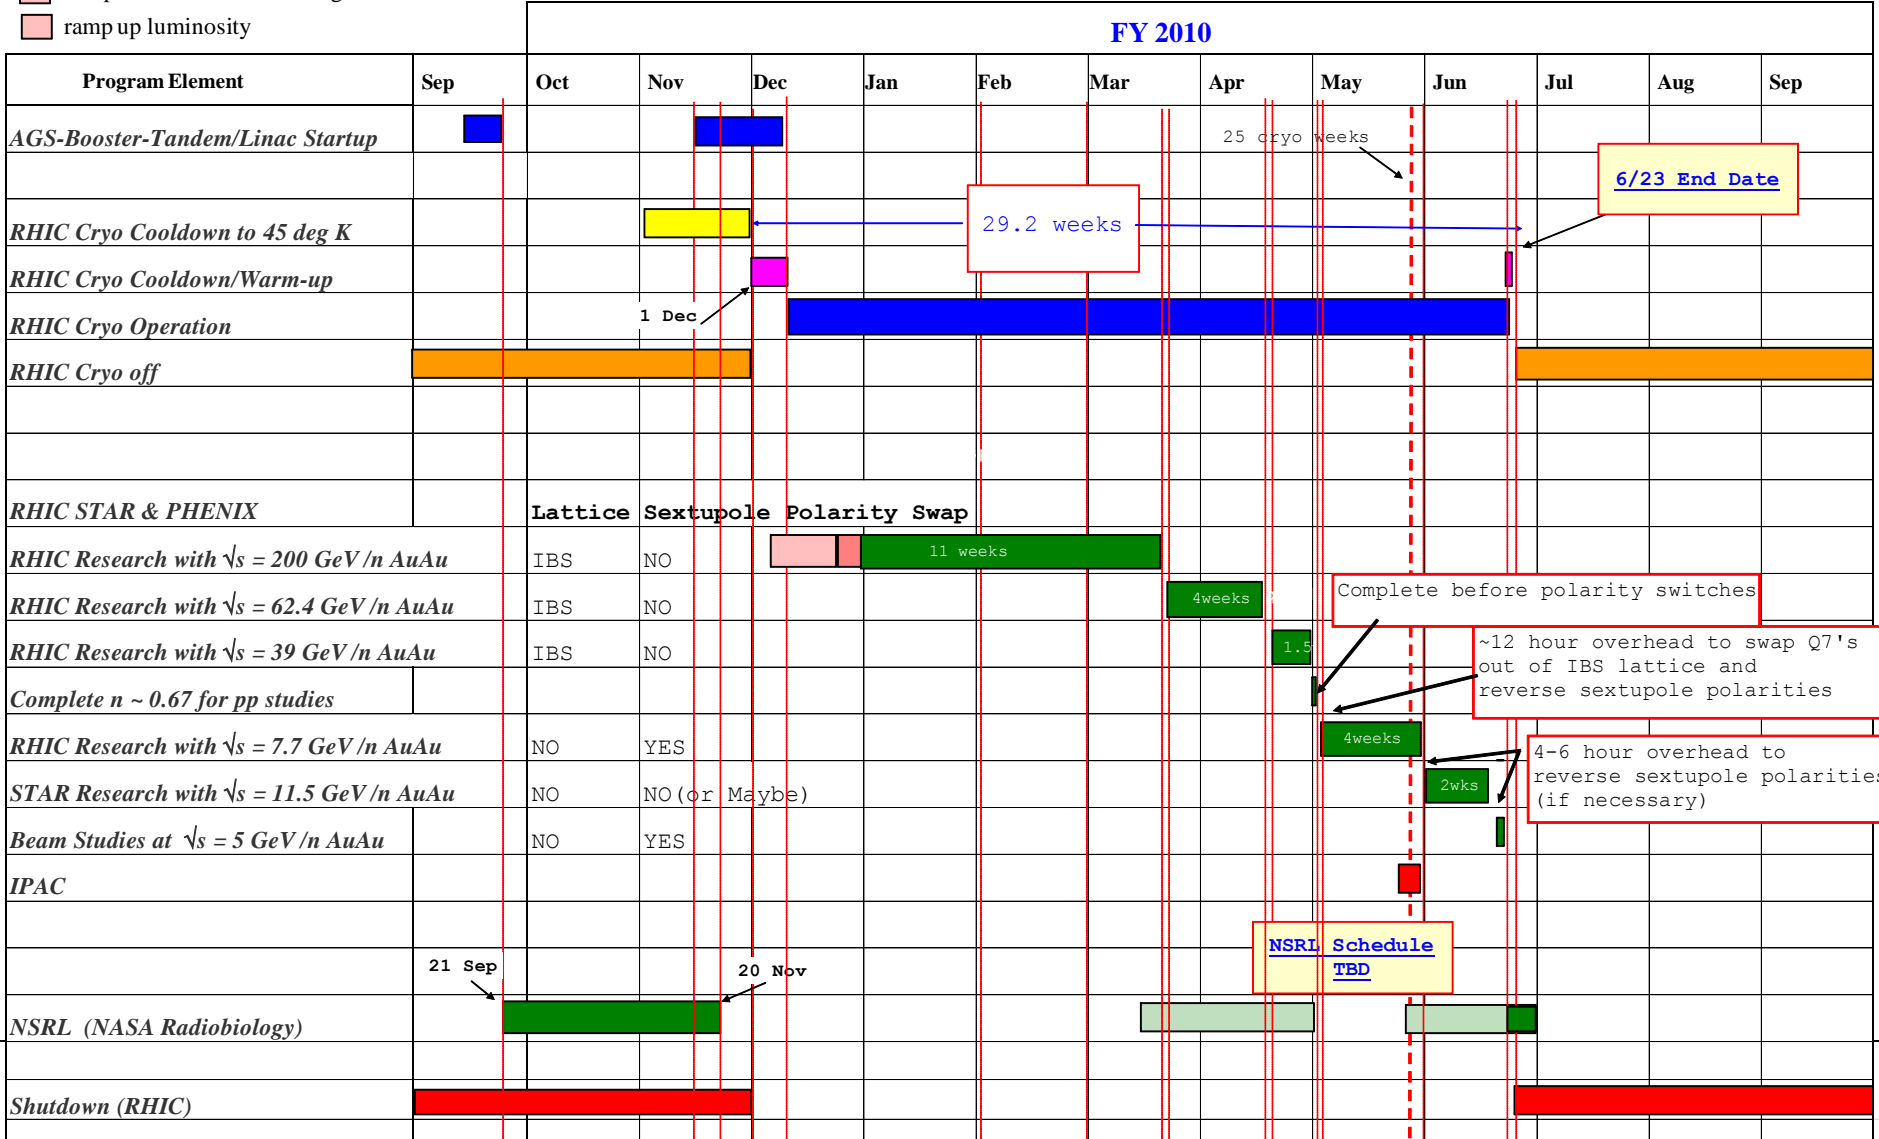 ramp up luminosity
FY 2010
Program Element Sep Oct Nov Dec Jan Feb Mar Apr May Jun Jul Aug Sep
AGS-Booster-Tandem/Linac Startup
25 cryo weeks
6/23 End Date
RHIC Cryo Cooldown to 45 deg K
29.2 weeks
RHIC Cryo Cooldown/Warm-up
1 Dec
RHIC Cryo Operation
RHIC Cryo off
RHIC STAR & PHENIX Lattice Sextupole Polarity Swap
RHIC Research with √s = 200 GeV/n AuAu IBS NO 11 weeks
RHIC Research with √s = 62.4 GeV/n AuAu IBS NO 4weeks
Complete before polarity switches
RHIC Research with √s = 39 GeV/n AuAu IBS NO 1.5
~12 hour overhead to swap Q7's
out of IBS lattice and
reverse sextupole polarities
Complete n ~ 0.67 for pp studies
RHIC Research with √s = 7.7 GeV/n AuAu NO YES 4weeks
4-6 hour overhead to
reverse sextupole polarities
(if necessary)
STAR Research with √s = 11.5 GeV/n AuAu NO NO(or Maybe) 2wks
Beam Studies at √s = 5 GeV/n AuAu NO YES
IPAC
NSRL Schedule
TBD
21 Sep
20 Nov
NSRL (NASA Radiobiology)
Shutdown (RHIC)